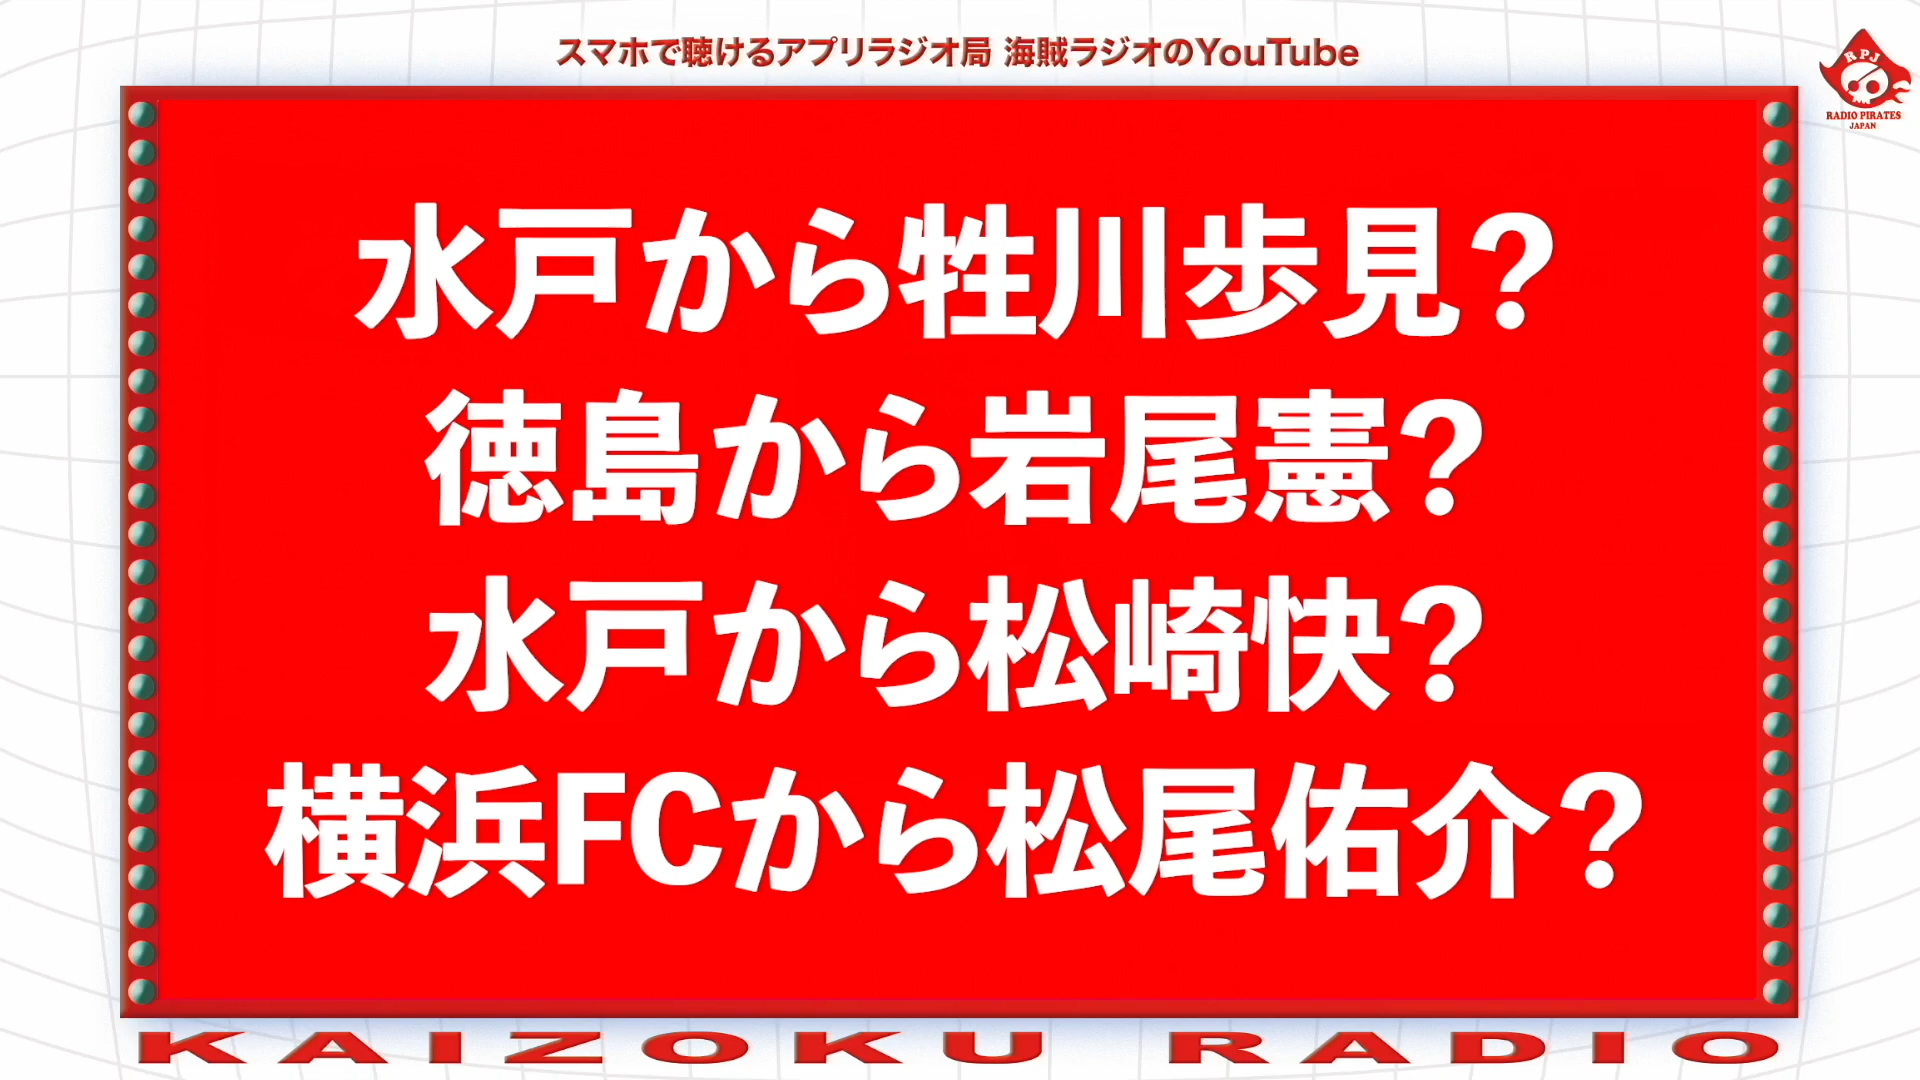 スマホで聴けるアプリラジオ局 海賊ラジオのYouTube
RPJ
RADIO PIRATES
JAPAN
水戸から牲川歩見？
徳島から岩尾憲？
水戸から松崎快？
横浜FCから松尾佑介？
KAIZOKU RADIO